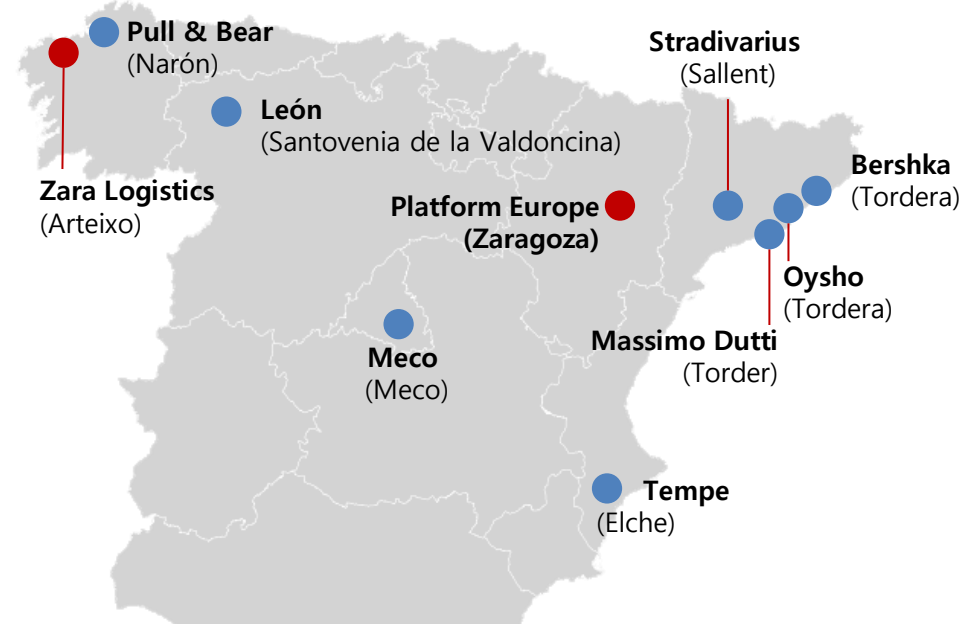 Pull & Bear
(Narón)
Stradivarius
(Sallent)
León
(Santovenia de la Valdoncina)
Bershka
(Tordera)
Zara Logistics
(Arteixo)
Platform Europe
(Zaragoza)
Oysho
(Tordera)
Massimo Dutti
(Torder)
Meco
(Meco)
Tempe
(Elche)